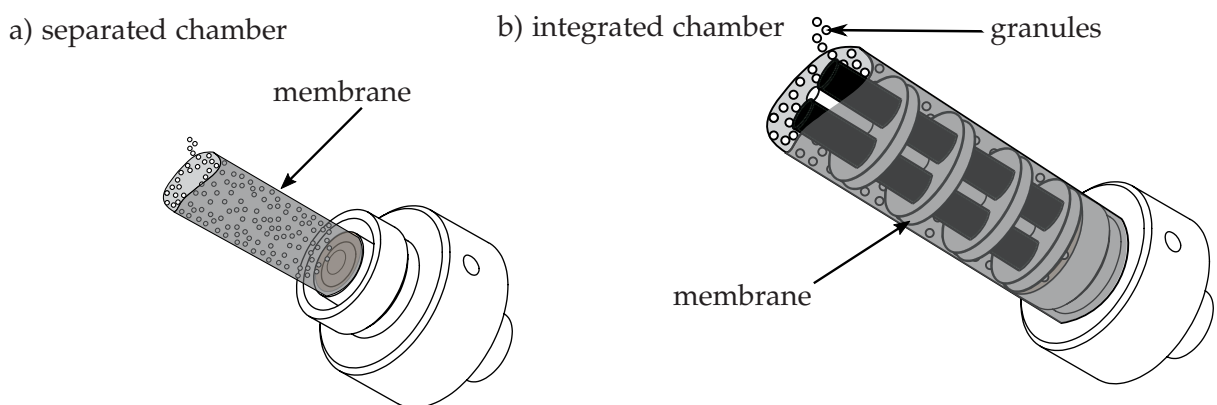 a) separated chamber
b) integrated chamber
granules
membrane
membrane